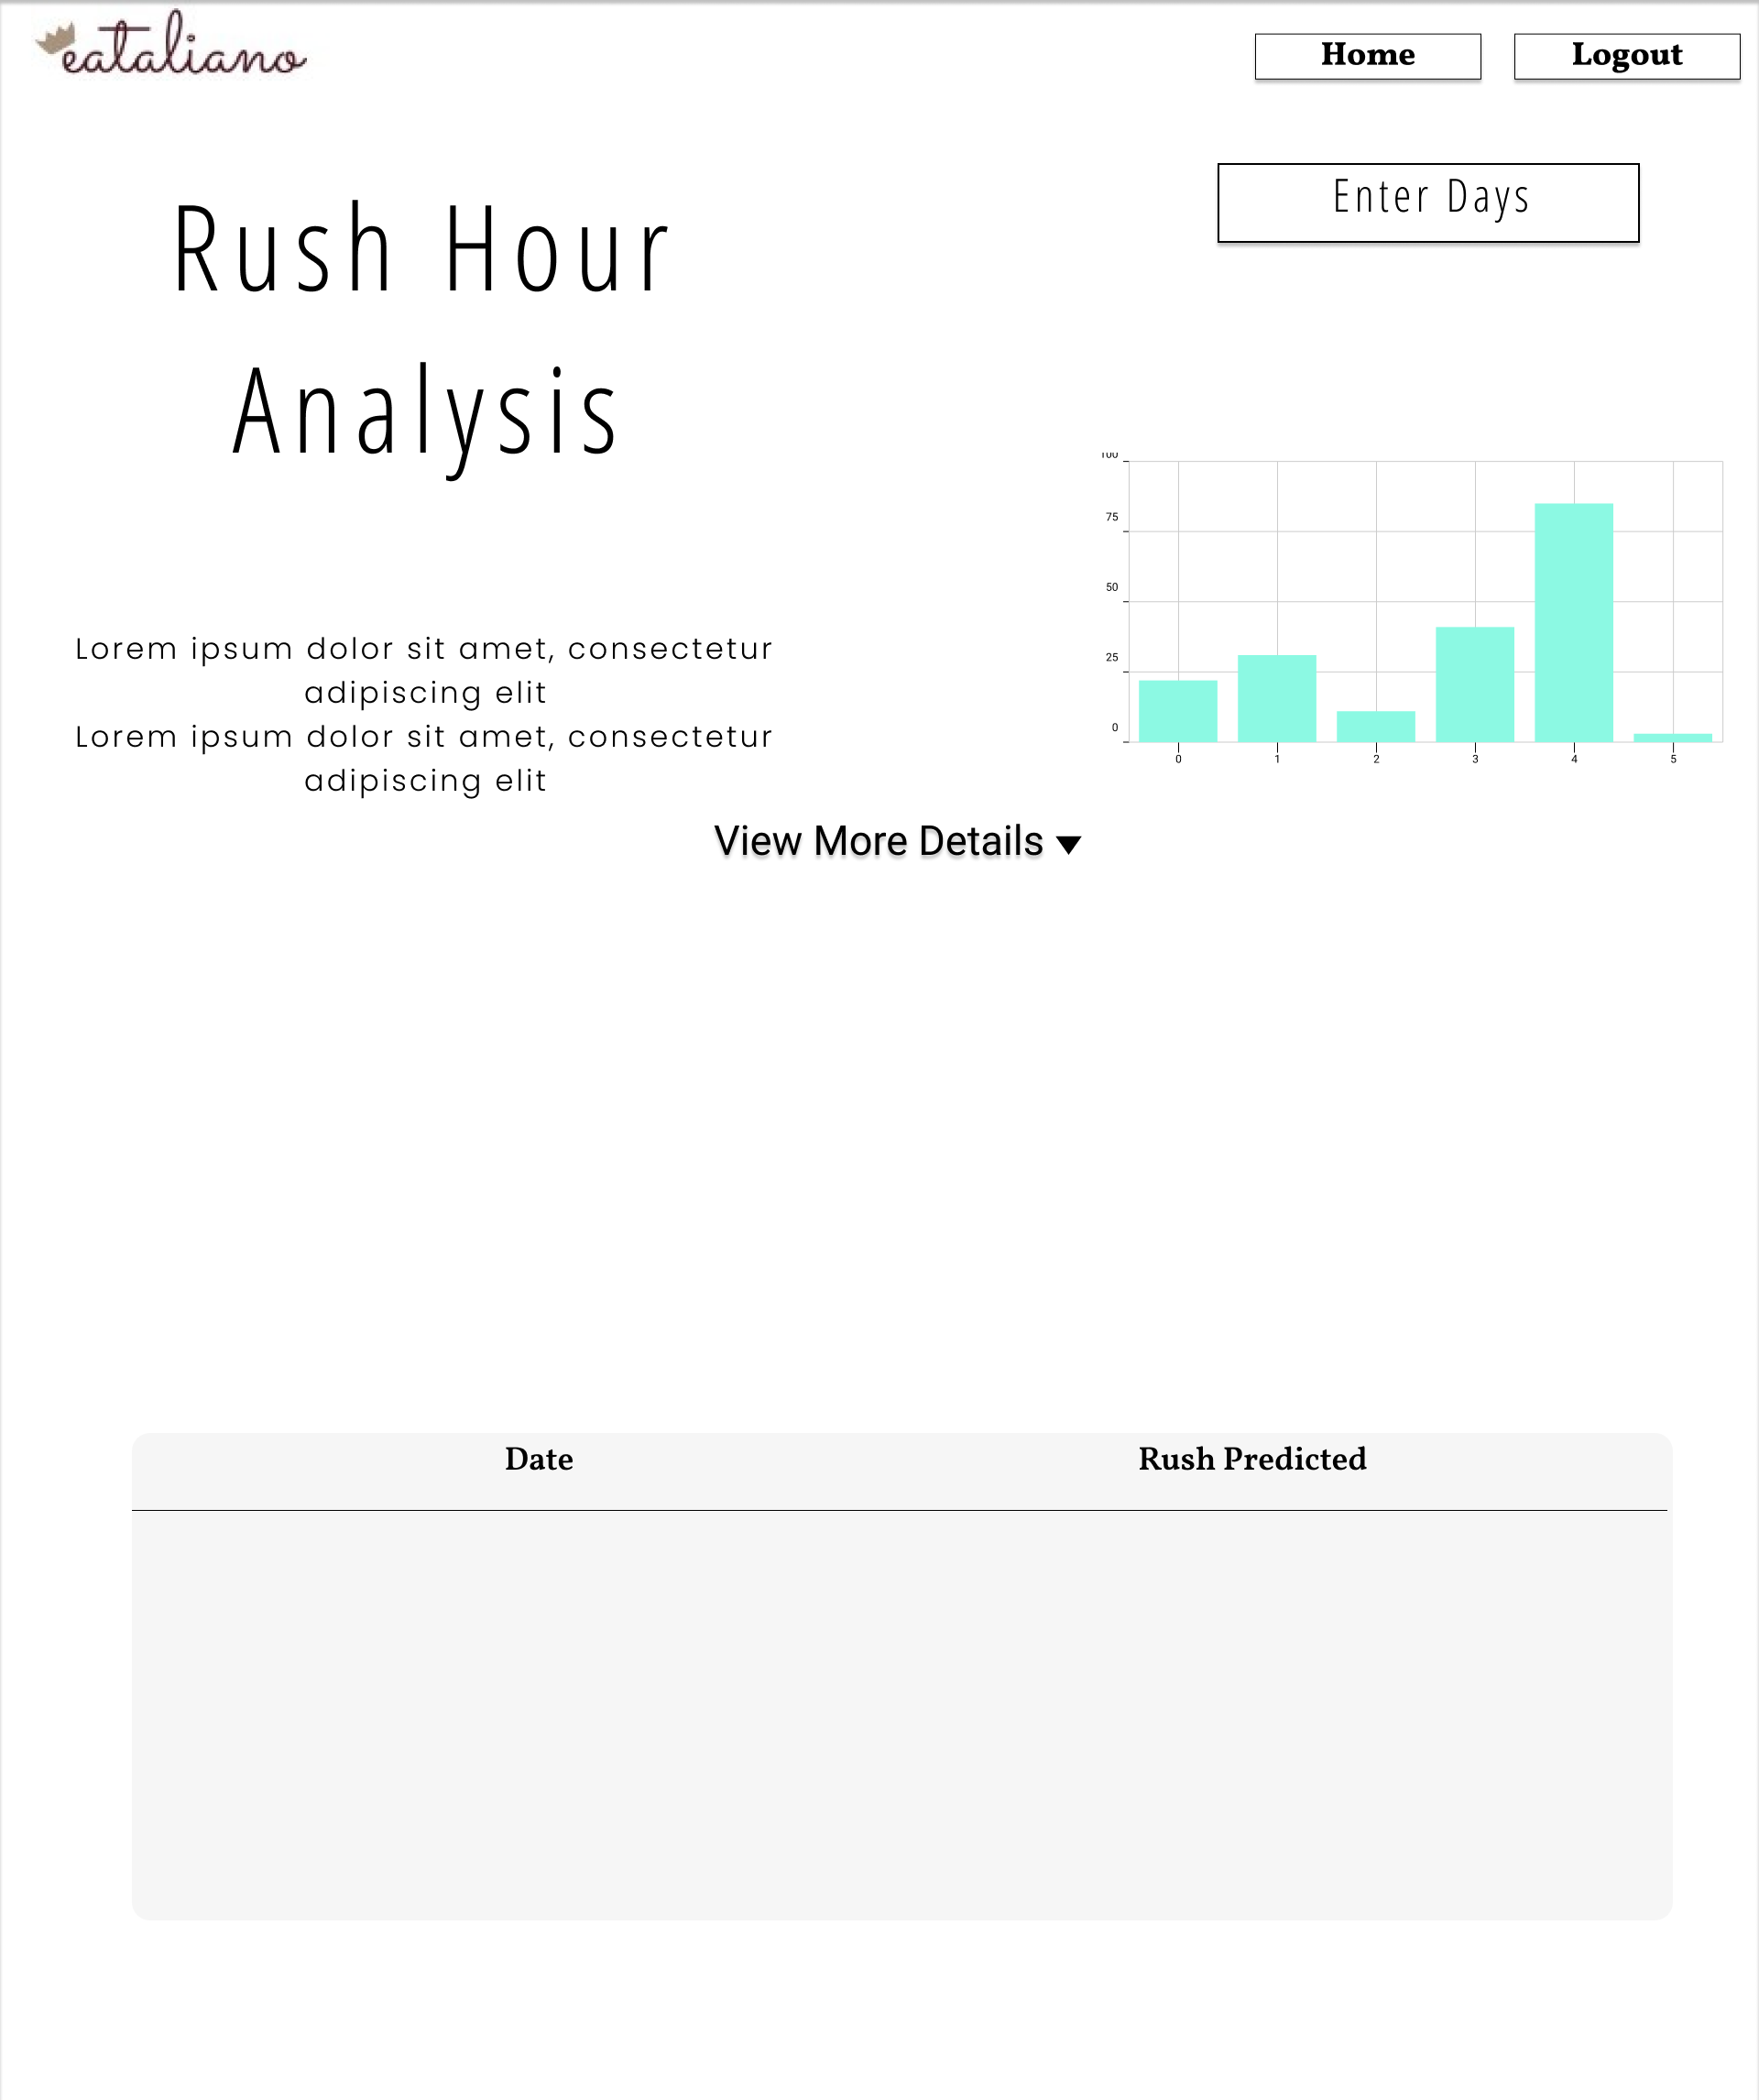 eataliano
Home
Logout
Enter Days
Rush Hour
Analysis
Lorem ipsum dolor sit amet, consectetur
adipiscing elit
Lorem ipsum dolor sit amet, consectetur
adipiscing elit
100
75
50
25
0
0 1 2 3 4 5
View More Details
Date
Rush Predicted